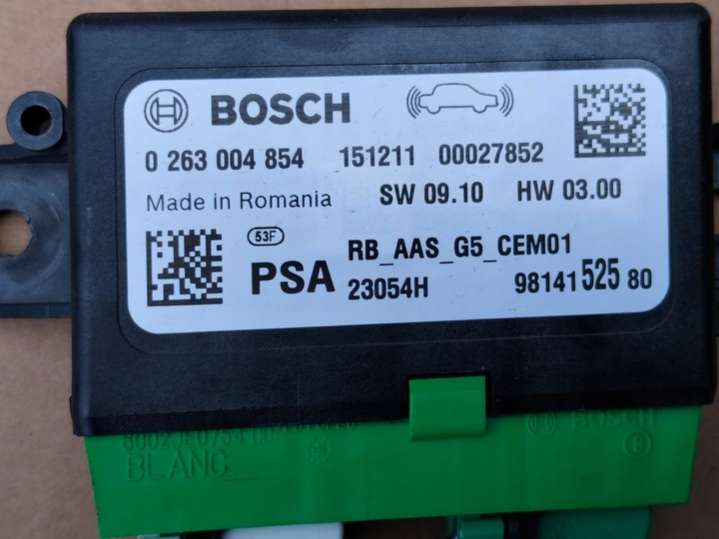 BOSCH
0 263 004 854 151211 00027852
Made in Romania SW 09.10 HW 03.00
53F
RB_AAS_G5_CEM01
PSA 23054H 98141 525 80
BOSCH
BLANC